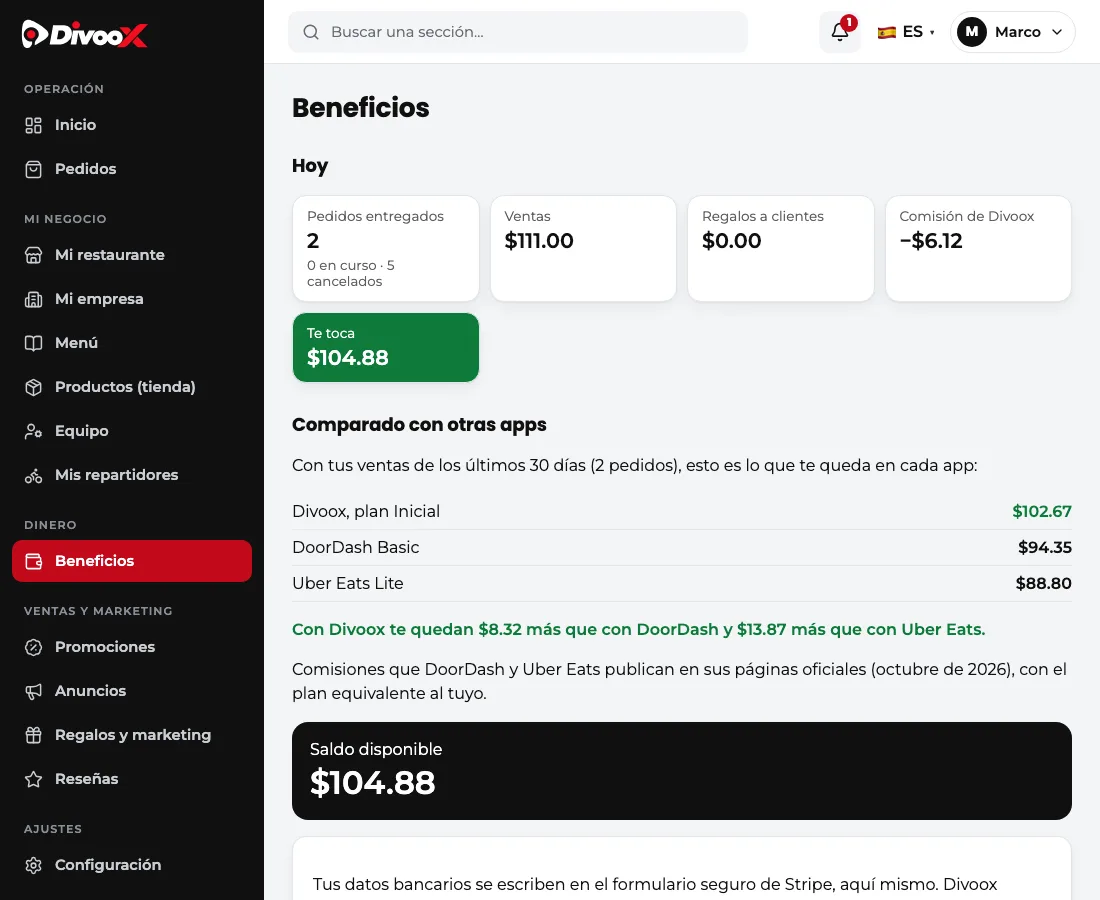 DivooX
Buscar una sección...
1
ES
M
Marco
OPERACIÓN
Inicio
Pedidos
MI NEGOCIO
Mi restaurante
Mi empresa
Menú
Productos (tienda)
Equipo
Mis repartidores
DINERO
Beneficios
VENTAS Y MARKETING
Promociones
Anuncios
Regalos y marketing
Reseñas
AJUSTES
Configuración
Beneficios
Hoy
Pedidos entregados
2
0 en curso · 5
cancelados
Ventas
$111.00
Regalos a clientes
$0.00
Comisión de Divoox
−$6.12
Te toca
$104.88
Comparado con otras apps
Con tus ventas de los últimos 30 días (2 pedidos), esto es lo que te queda en cada app:
Divoox, plan Inicial $102.67
DoorDash Basic $94.35
Uber Eats Lite $88.80
Con Divoox te quedan $8.32 más que con DoorDash y $13.87 más que con Uber Eats.
Comisiones que DoorDash y Uber Eats publican en sus páginas oficiales (octubre de 2026), con el
plan equivalente al tuyo.
Saldo disponible
$104.88
Tus datos bancarios se escriben en el formulario seguro de Stripe, aquí mismo. Divoox